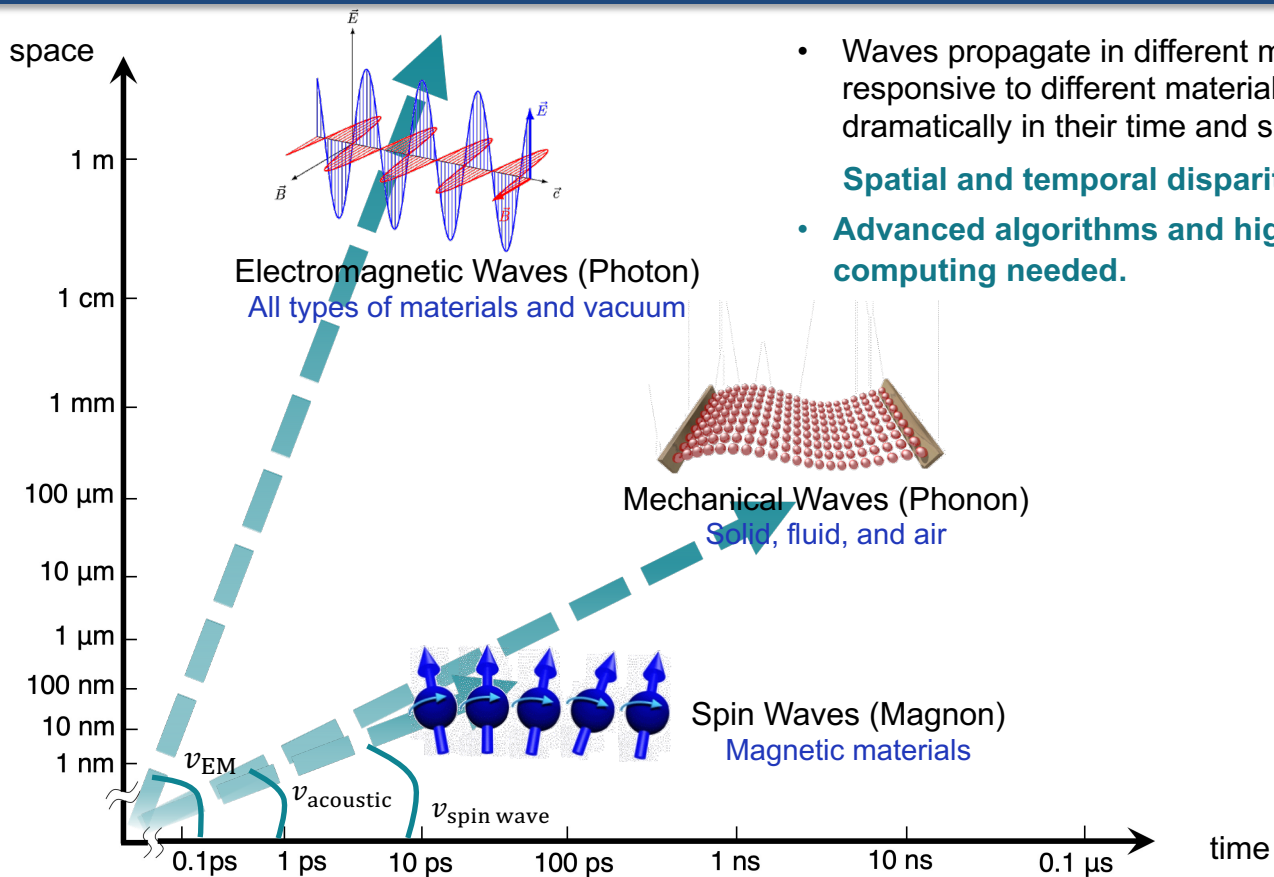 space
1 m
1 cm
1 mm
100 μm
10 μm
1 μm
100 nm
10 nm
1 nm
0.1ps
1 ps
10 ps
100 ps
1 ns
10 ns
0.1 μs
time
E⃗
E⃗
B⃗
B⃗
c⃗
Electromagnetic Waves (Photon)
All types of materials and vacuum
• Waves propagate in different m
responsive to different material
dramatically in their time and s
Spatial and temporal disparit
• Advanced algorithms and hig
computing needed.
Mechanical Waves (Phonon)
Solid, fluid, and air
Spin Waves (Magnon)
Magnetic materials
v_EM
v_acoustic
v_spin wave